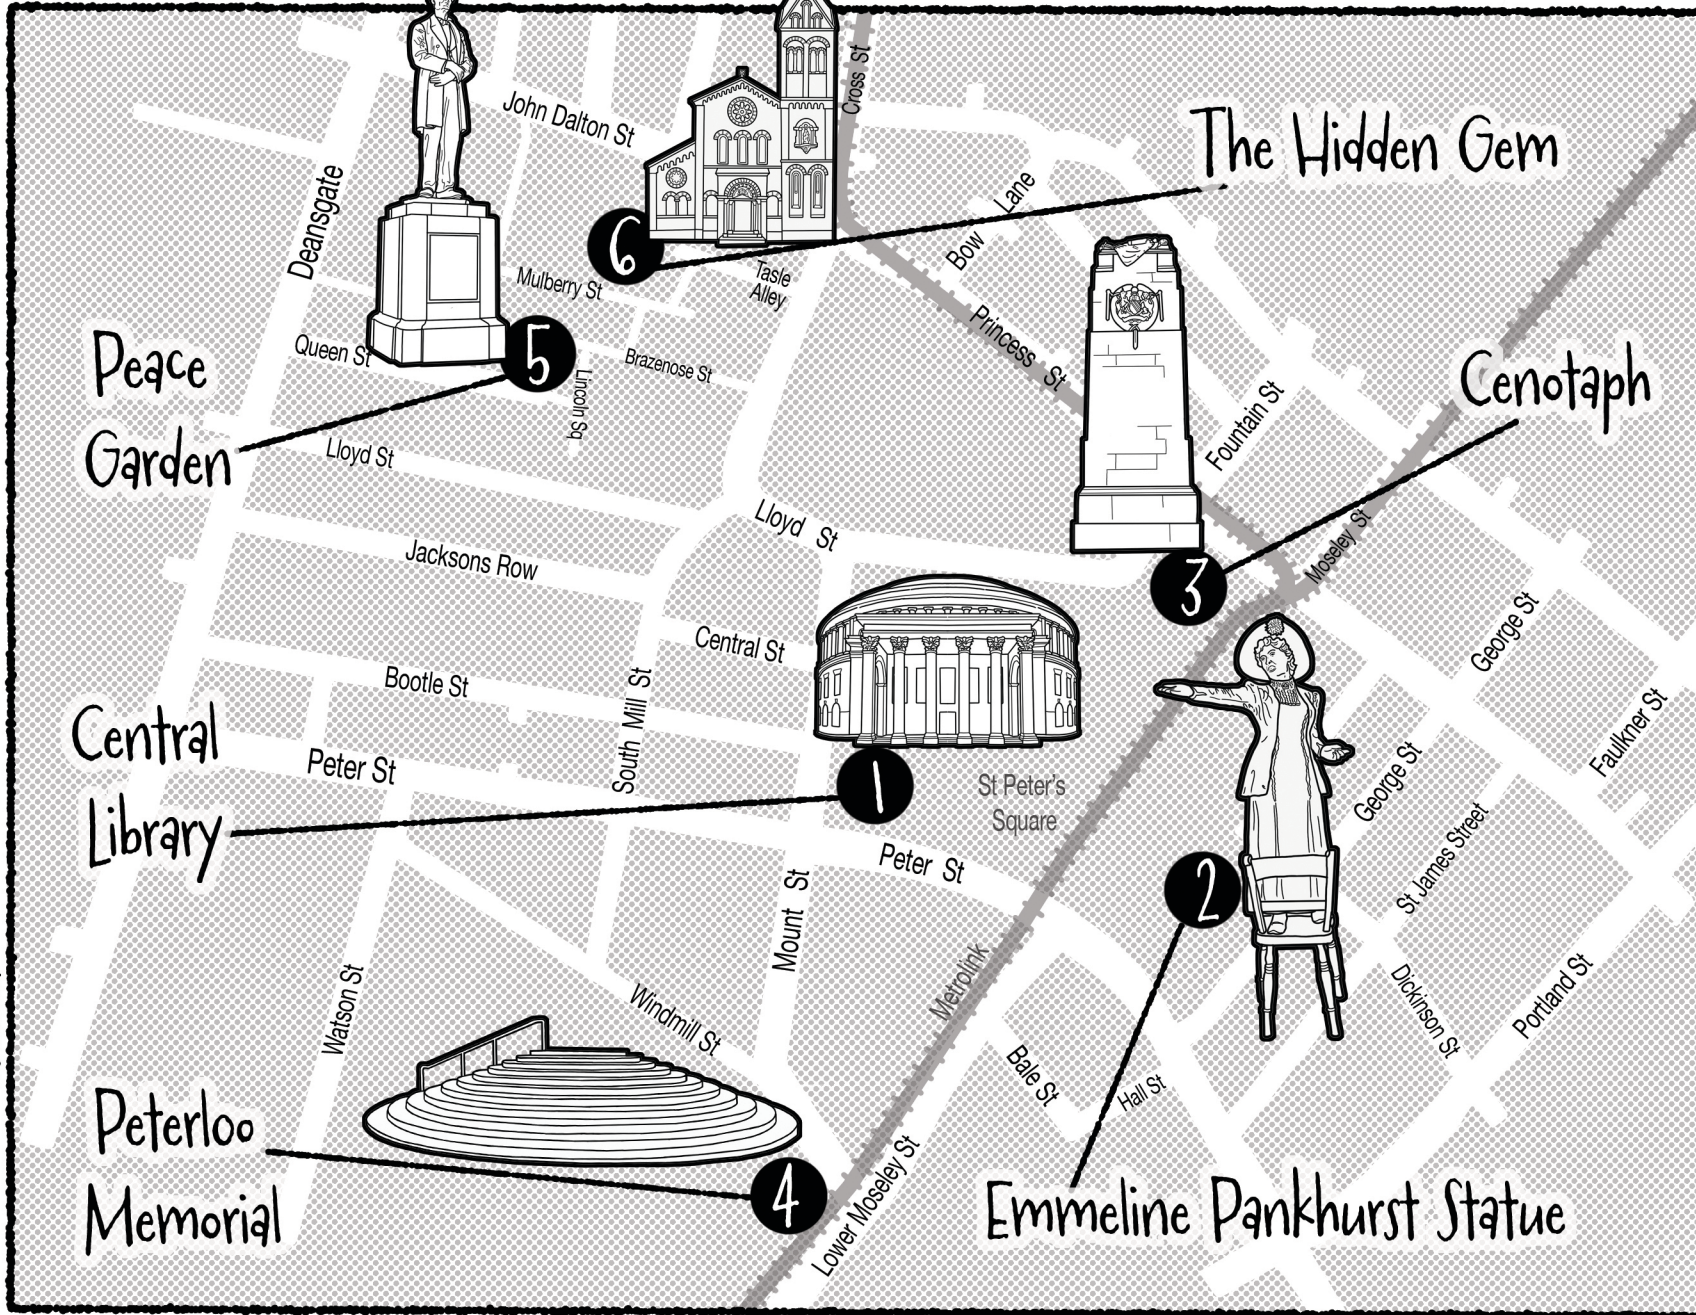 John Dalton St
Cross St
The Hidden Gem
Deansgate
Bow Lane
6
Mulberry St
Tasle
Alley
Princess St
Peace
Garden
5
Queen St
Brazenose St
Lincoln Sq
Fountain St
Cenotaph
Lloyd St
Lloyd St
Moseley St
Jacksons Row
3
George St
Central St
Bootle St
South Mill St
Central
Library
Peter St
1
St Peter's
Square
George St
Faulkner St
Peter St
2
St James Street
Mount St
Metrolink
Watson St
Windmill St
Dickinson St
Portland St
Bale St
Hall St
Peterloo
Memorial
4
Lower Moseley St
Emmeline Pankhurst Statue